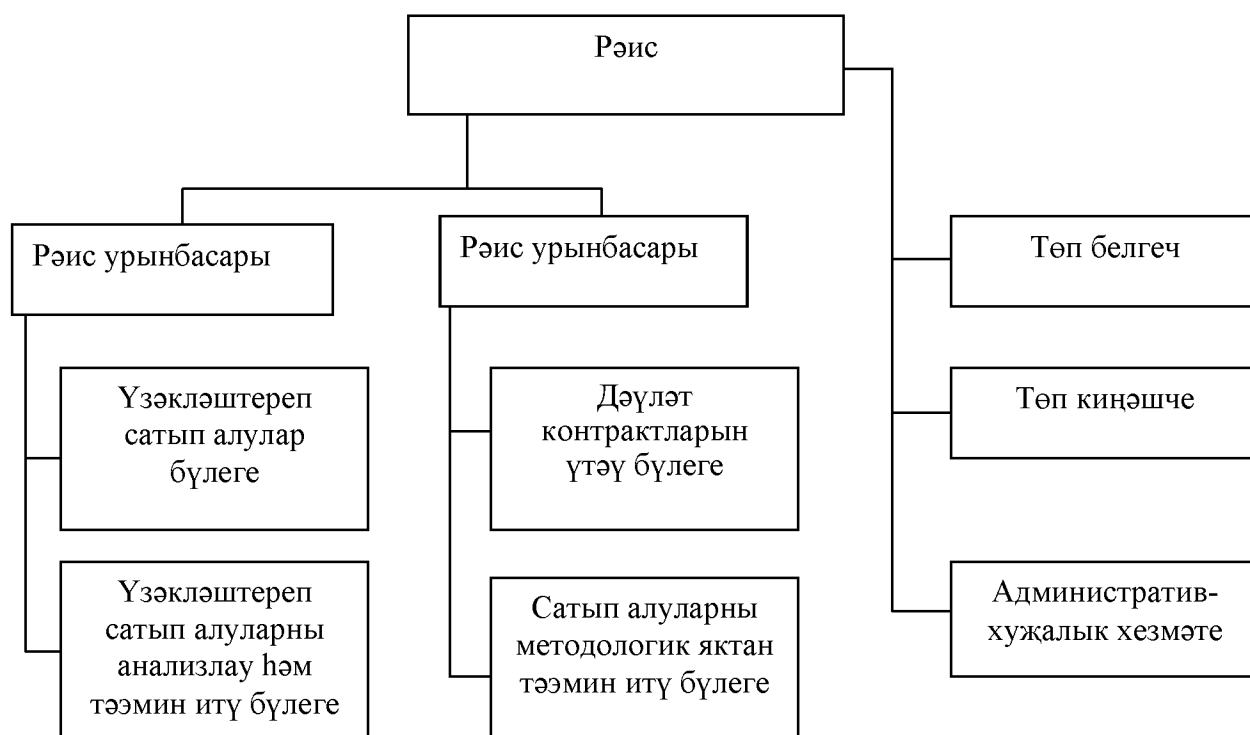 Рәис
Рәис урынбасары
Рәис урынбасары
Төп белгеч
Үзәкләштереп
сатып алулар
бүлеге
Дәүләт
контрактларын
үтәү бүлеге
Төп киңәшче
Үзәкләштереп
сатып алуларны
анализлау һәм
тәэмин итү бүлеге
Сатып алуларны
методологик яктан
тәэмин итү бүлеге
Административ-
хуҗалык хезмәте